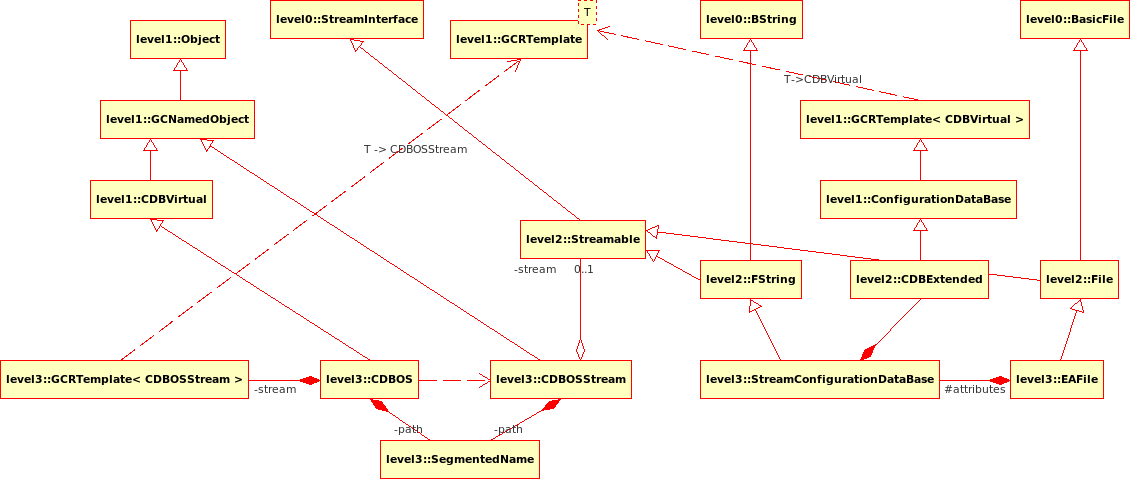 level0::StreamInterface
T
level0::BString
level0::BasicFile
level1::Object
level1::GCRTemplate
T->CDBVirtual
level1::GCNamedObject
level1::GCRTemplate< CDBVirtual >
T -> CDBOSStream
level1::CDBVirtual
level1::ConfigurationDataBase
level2::Streamable
-stream
0..1
level2::FString
level2::CDBExtended
level2::File
level3::GCRTemplate< CDBOSStream >
level3::CDBOS
level3::CDBOSStream
level3::StreamConfigurationDataBase
level3::EAFile
-stream
#attributes
-path
-path
level3::SegmentedName